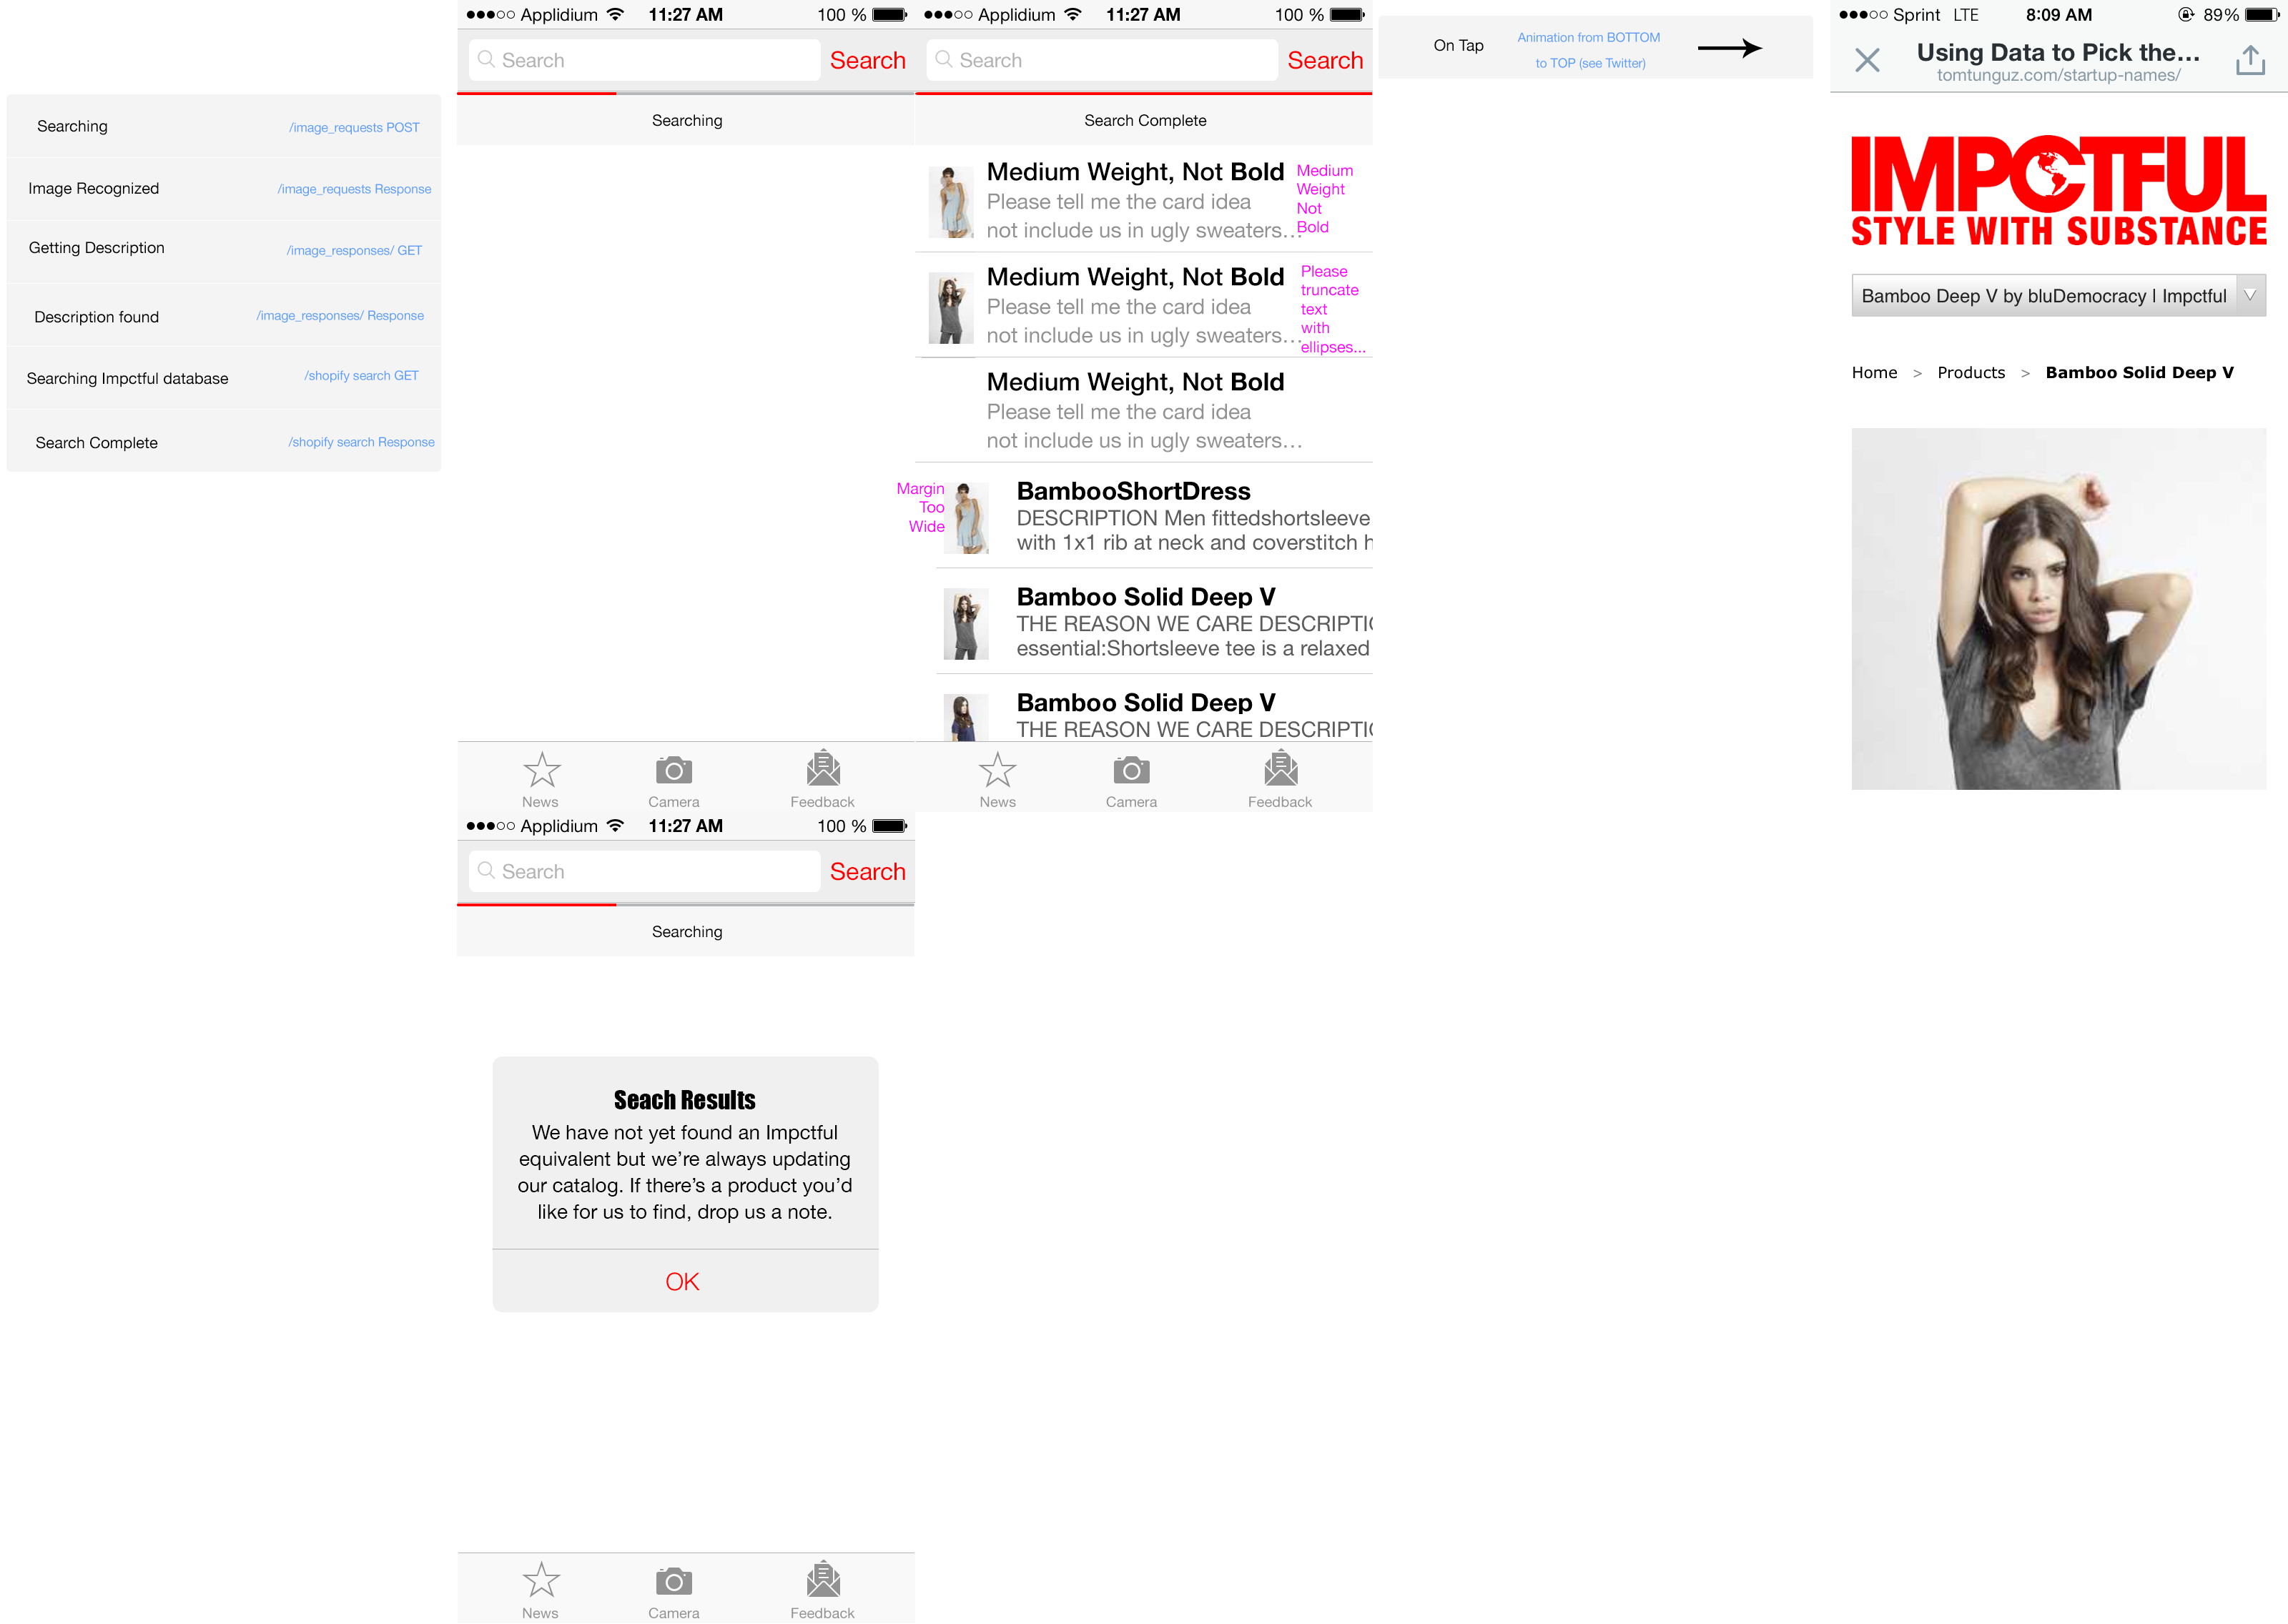 Searching /image_requests POST
Image Recognized /image_requests Response
Getting Description /image_responses/ GET
Description found /image_responses/ Response
Searching Impctful database /shopify search GET
Search Complete /shopify search Response
Applidium 11:27 AM 100 %
Search Search
Searching
News Camera Feedback
Applidium 11:27 AM 100 %
Search Search
Search Complete
Medium Weight, Not Bold
Please tell me the card idea
not include us in ugly sweaters…
Medium
Weight
Not
Bold
Medium Weight, Not Bold
Please tell me the card idea
not include us in ugly sweaters…
Please
truncate
text
with
ellipses...
Medium Weight, Not Bold
Please tell me the card idea
not include us in ugly sweaters…
Margin
Too
Wide
BambooShortDress
DESCRIPTION Men fittedshortsleeve
with 1x1 rib at neck and coverstitch h
Bamboo Solid Deep V
THE REASON WE CARE DESCRIPTIO
essential:Shortsleeve tee is a relaxed
Bamboo Solid Deep V
THE REASON WE CARE DESCRIPTIO
News Camera Feedback
On Tap
Animation from BOTTOM
to TOP (see Twitter)
Sprint LTE 8:09 AM 89%
Using Data to Pick the...
tomtunguz.com/startup-names/
IMPCTFUL
STYLE WITH SUBSTANCE
Bamboo Deep V by bluDemocracy | Impctful
Home > Products > Bamboo Solid Deep V
Applidium 11:27 AM 100 %
Search Search
Searching
Seach Results
We have not yet found an Impctful
equivalent but we’re always updating
our catalog. If there’s a product you’d
like for us to find, drop us a note.
OK
News Camera Feedback